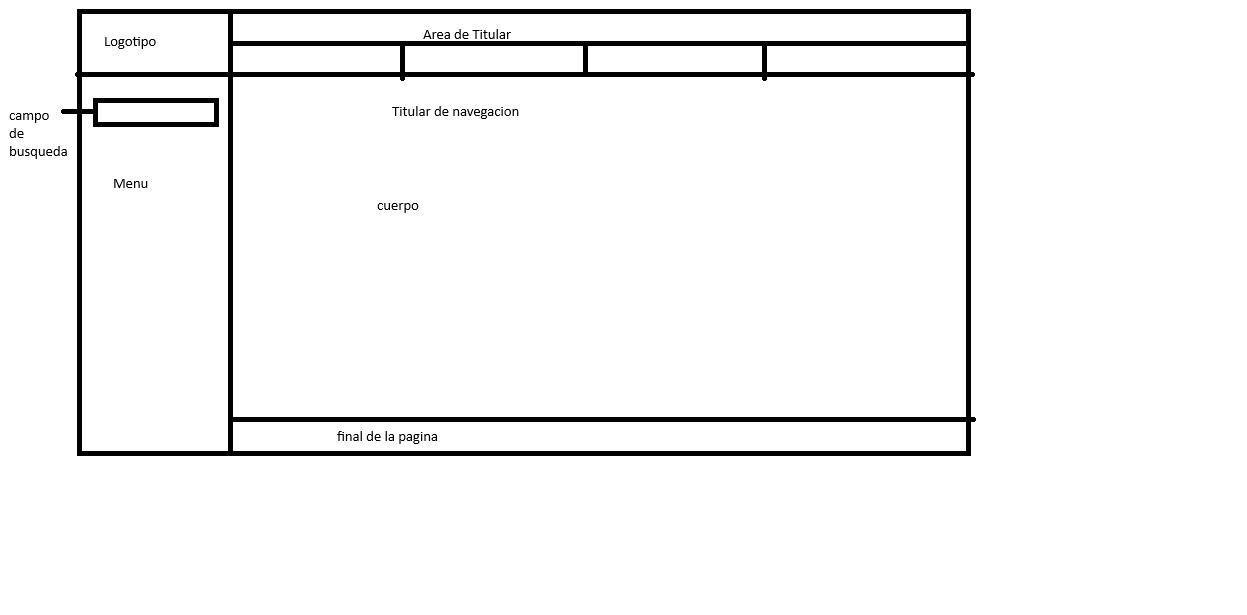 Logotipo
Area de Titular
campo
de
busqueda
Titular de navegacion
Menu
cuerpo
final de la pagina